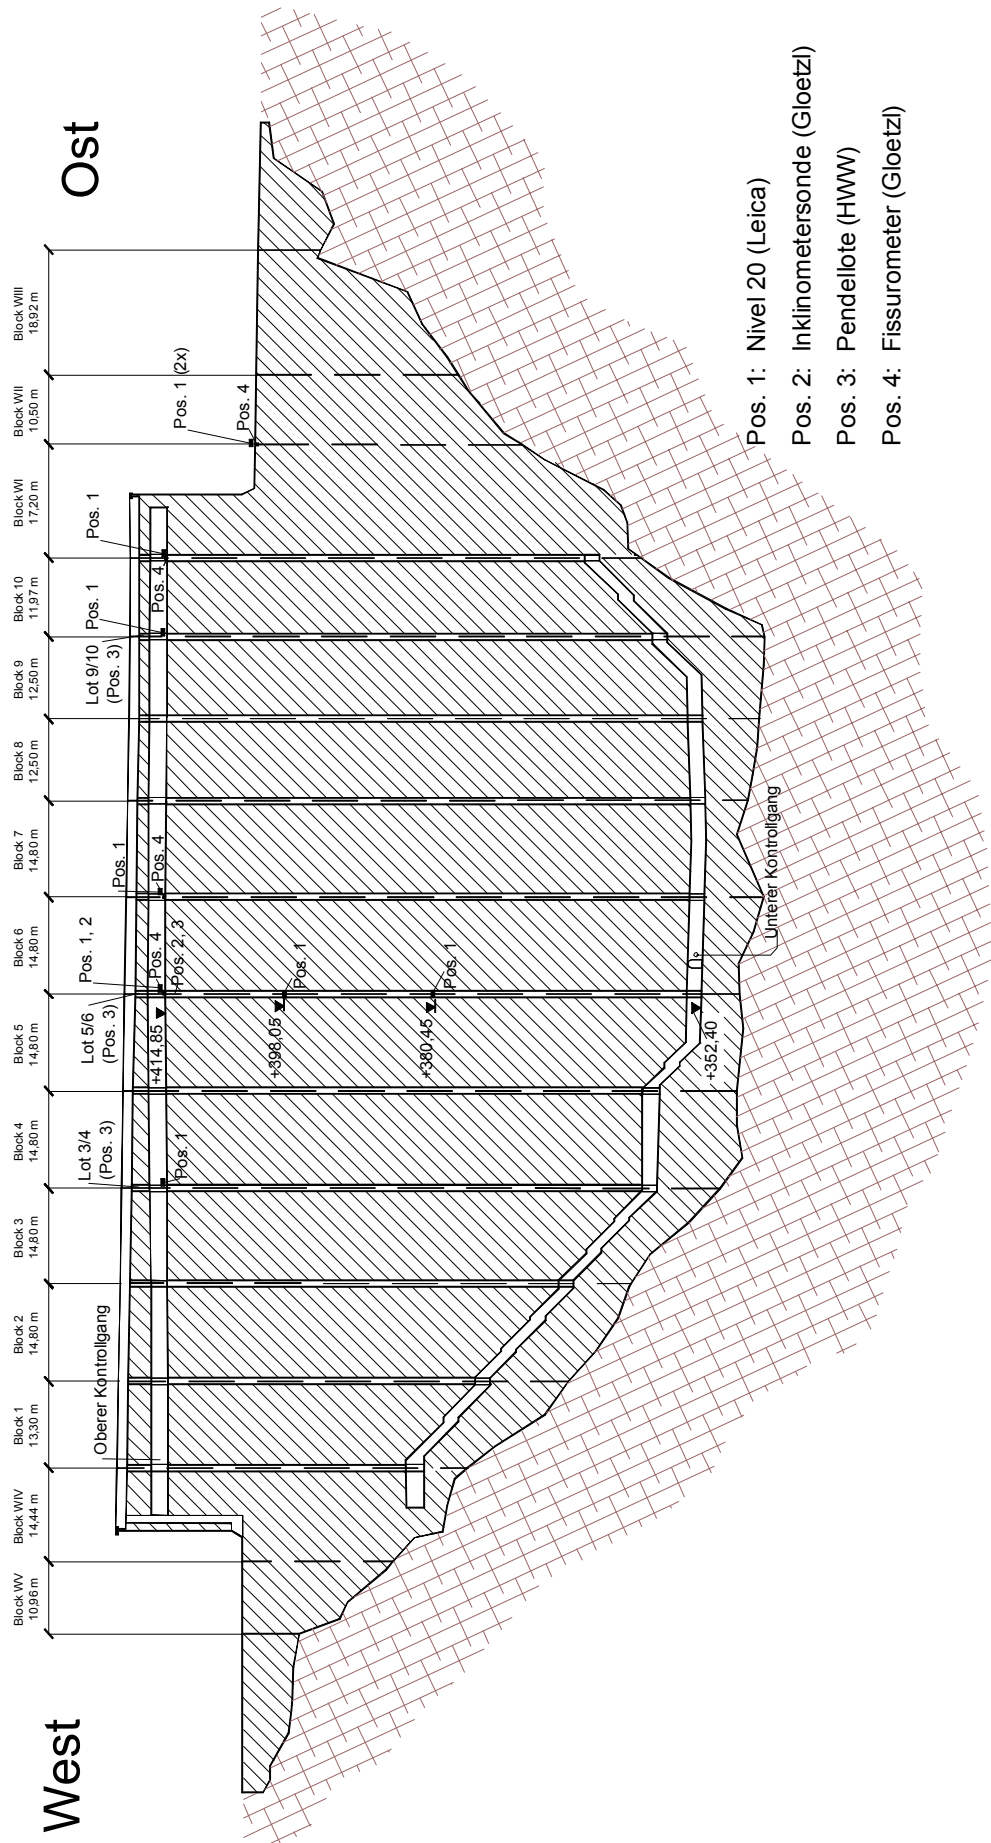 West
Ost
Block WV
10,96 m
Block WIV
14,44 m
Block 1
13,30 m
Block 2
14,80 m
Block 3
14,80 m
Block 4
14,80 m
Block 5
14,80 m
Block 6
14,80 m
Block 7
14,80 m
Block 8
12,50 m
Block 9
12,50 m
Block 10
11,97 m
Block WI
17,20 m
Block WII
10,50 m
Block WIII
18,92 m
Oberer Kontrollgang
Lot 3/4
(Pos. 3)
Pos. 1
Lot 5/6
(Pos. 3)
Pos. 1, 2
Pos. 4
Pos. 2, 3
+414,85
Pos. 1
+398,05
Pos. 1
+380,45
+352,40
Pos. 1
Pos. 4
Lot 9/10
(Pos. 3)
Pos. 1
Pos. 4
Pos. 1
Pos. 1 (2x)
Pos. 4
Unterer Kontrollgang
Pos. 1: Nivel 20 (Leica)
Pos. 2: Inklinometersonde (Gloetzl)
Pos. 3: Pendellote (HWW)
Pos. 4: Fissurometer (Gloetzl)